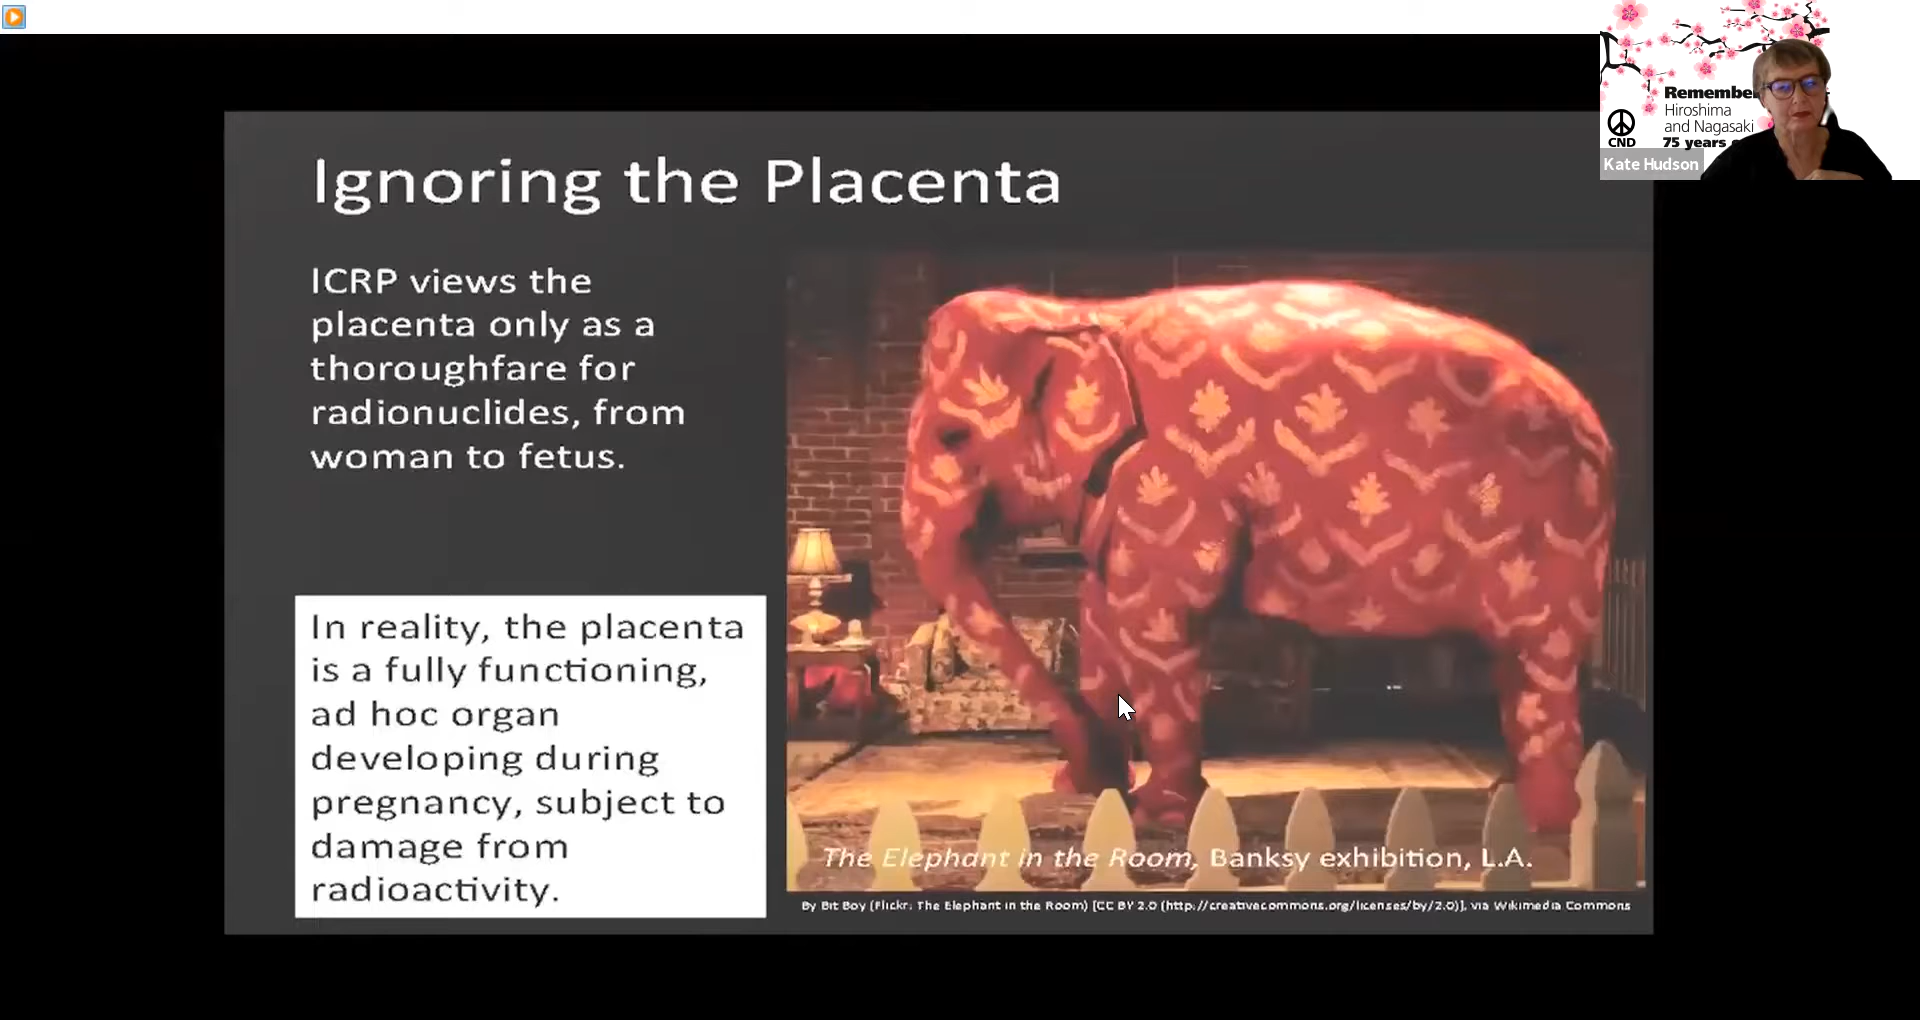 Ignoring the Placenta
ICRP views the
placenta only as a
thoroughfare for
radionuclides, from
woman to fetus.
In reality, the placenta
is a fully functioning,
ad hoc organ
developing during
pregnancy, subject to
damage from
radioactivity.
The Elephant in the Room, Banksy exhibition, L.A.
By Bit Boy (Flickr: The Elephant in the Room) [CC BY 2.0 (http://creativecommons.org/licenses/by/2.0)], via Wikimedia Commons
Hiroshima
and Nagasaki
75 years
CND
Kate Hudson